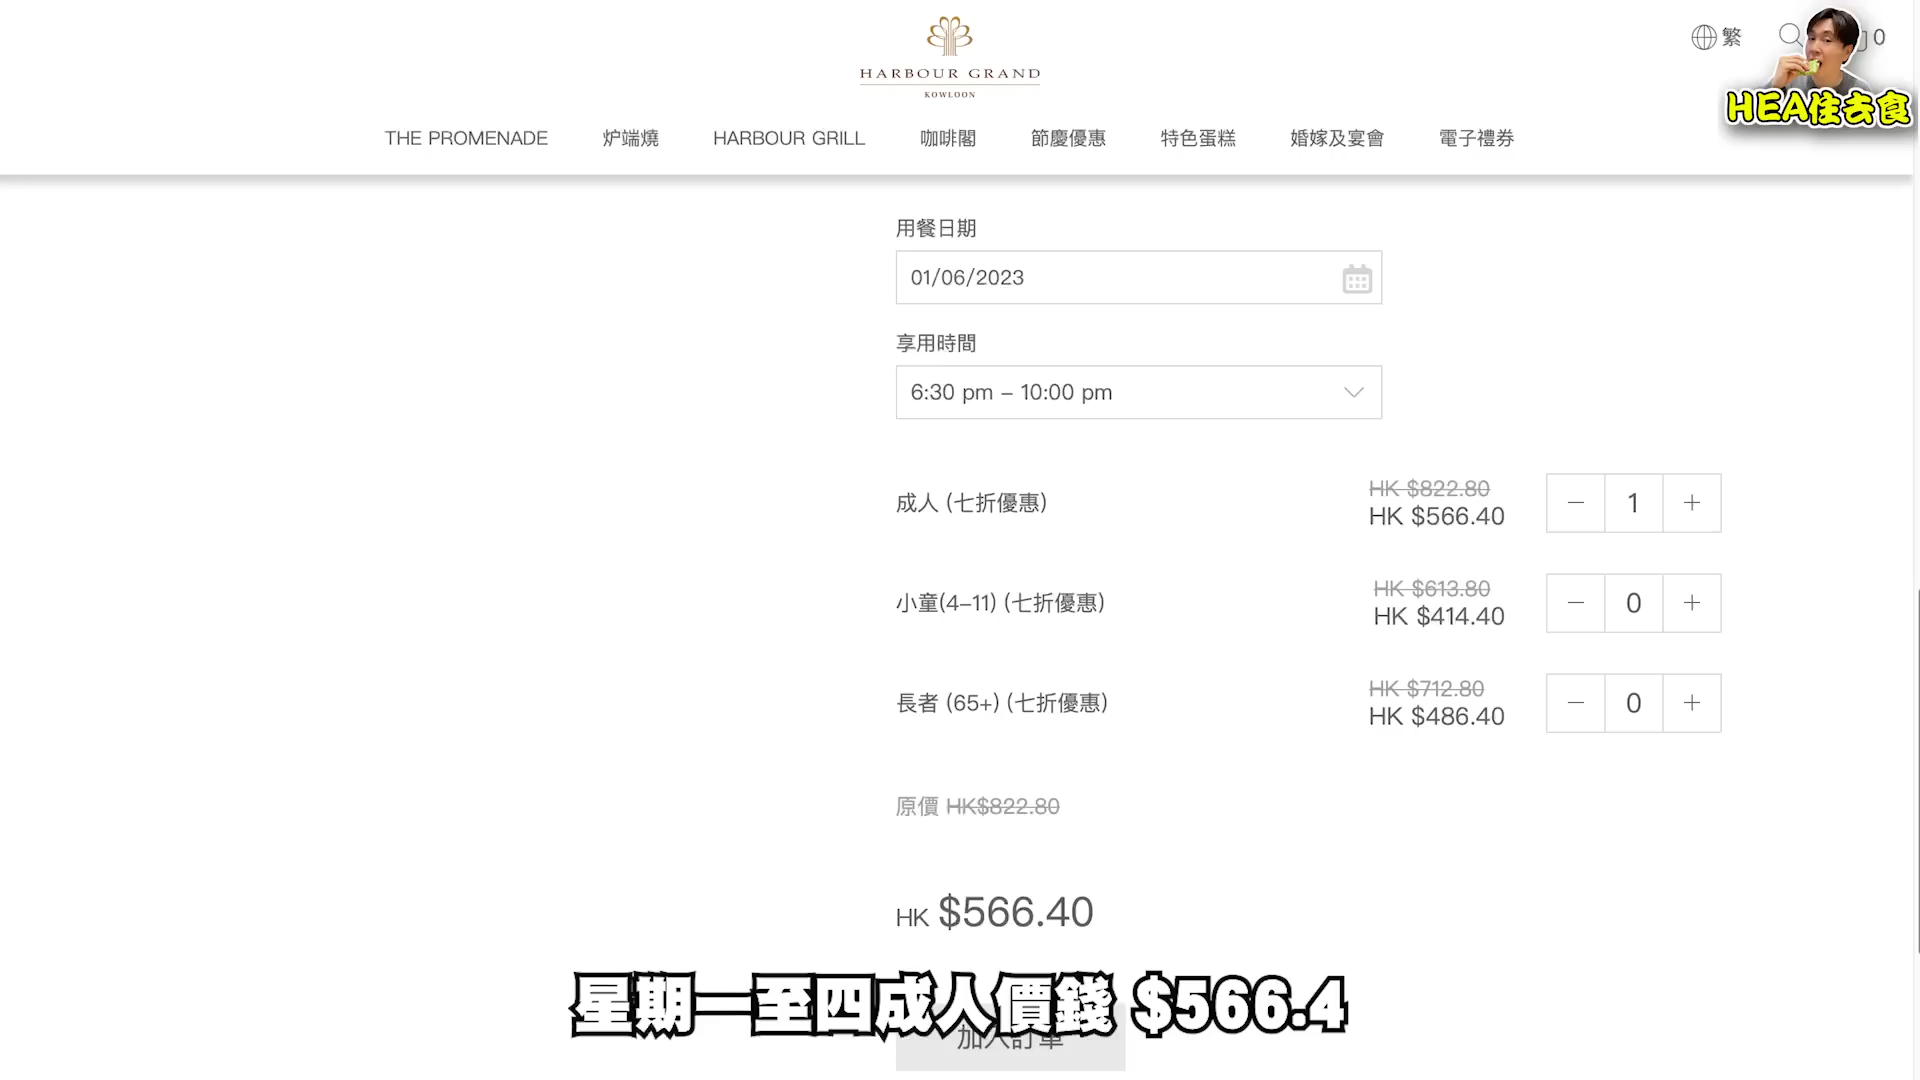 HARBOUR GRAND
KOWLOON
繁
0
HEA住去食
THE PROMENADE
炉端燒
HARBOUR GRILL
咖啡閣
節慶優惠
特色蛋糕
婚嫁及宴會
電子禮券
用餐日期
01/06/2023
享用時間
6:30 pm – 10:00 pm
成人 (七折優惠)
HK $822.80
HK $566.40
1
小童(4–11) (七折優惠)
HK $613.80
HK $414.40
0
長者 (65+) (七折優惠)
HK $712.80
HK $486.40
0
原價 HK$822.80
HK $566.40
星期一至四成人價錢 $566.4
加入訂單